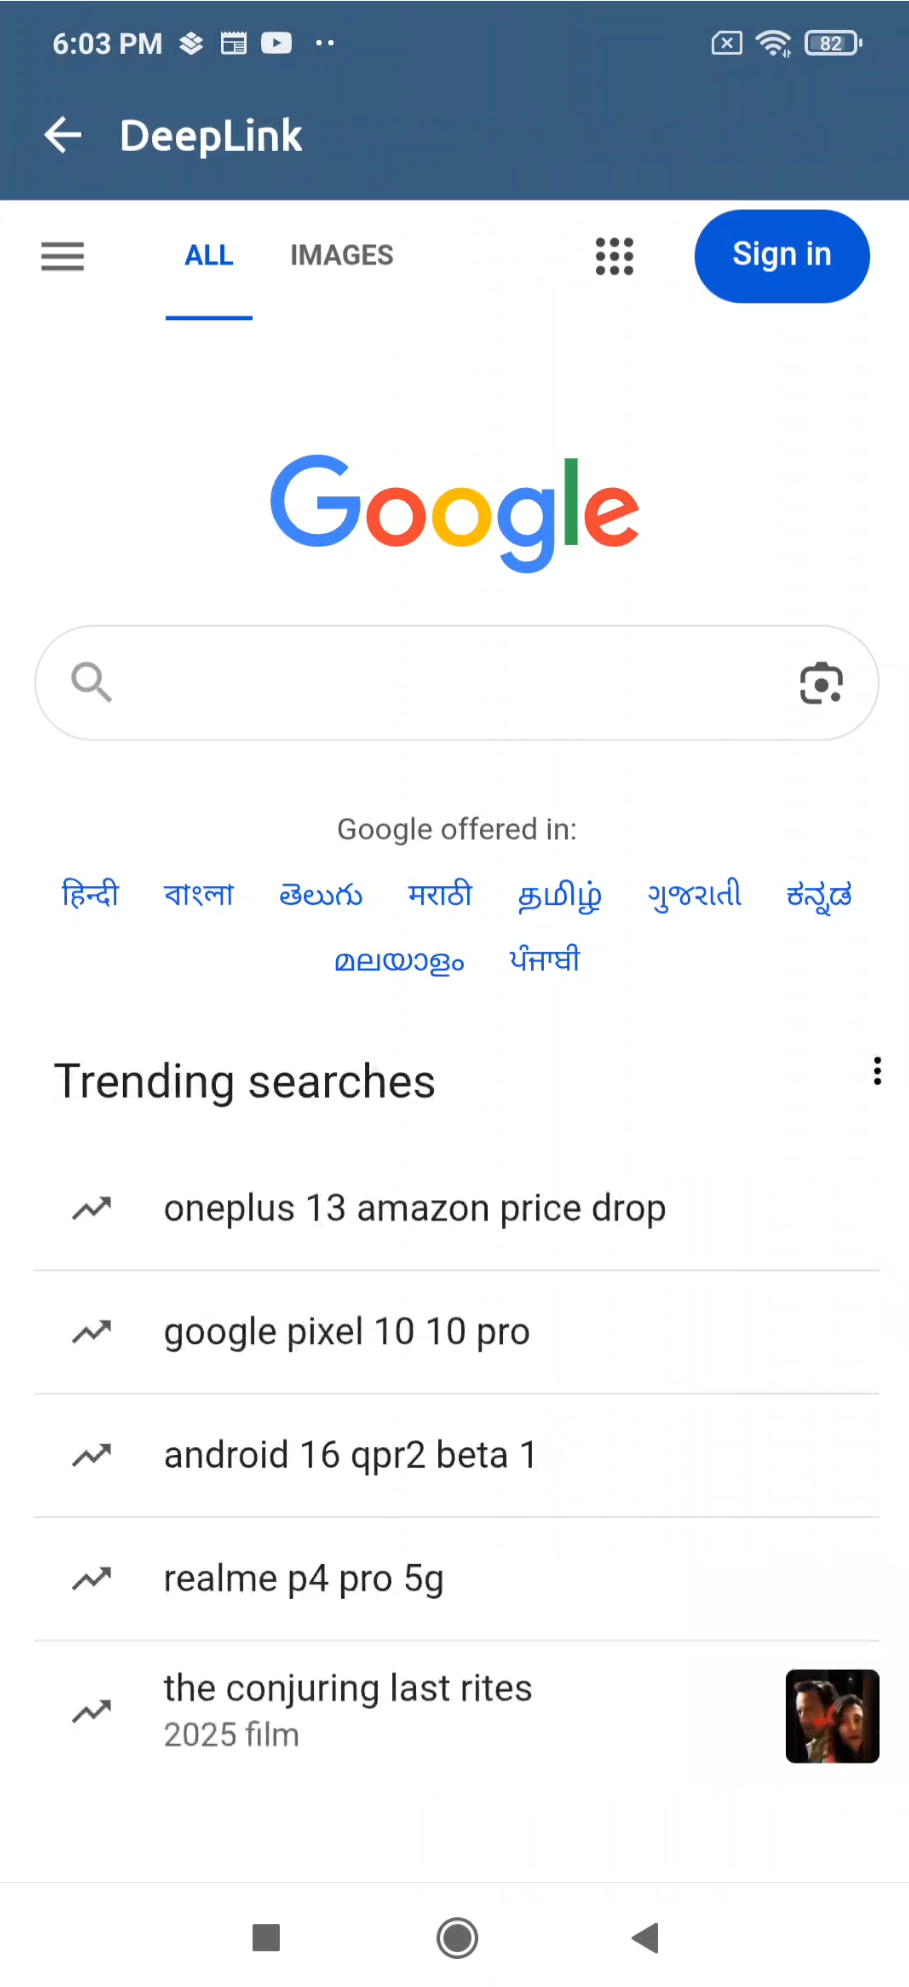 6:03 PM
82
DeepLink
ALL IMAGES Sign in
Google
Google offered in:
हिन्दी বাংলা తెలుగు मराठी தமிழ் ગુજરાતી ಕನ್ನಡ
മലയാളം ਪੰਜਾਬੀ
Trending searches
oneplus 13 amazon price drop
google pixel 10 10 pro
android 16 qpr2 beta 1
realme p4 pro 5g
the conjuring last rites
2025 film